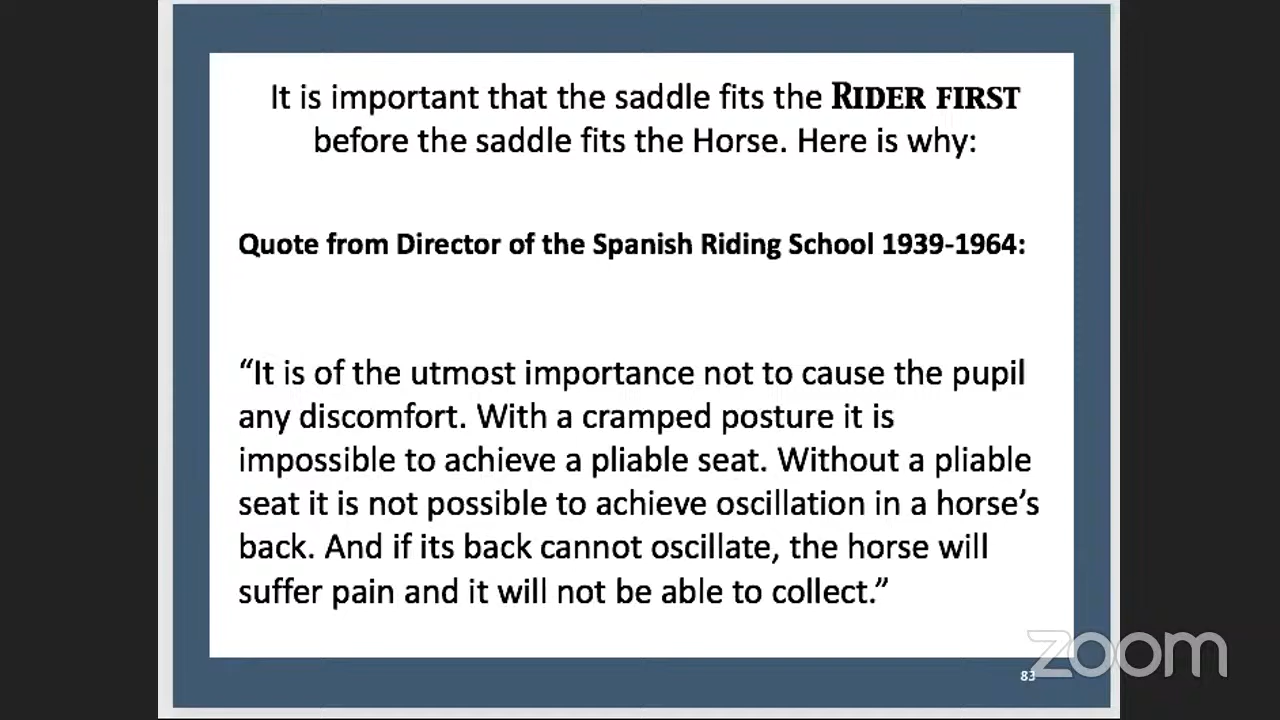 It is important that the saddle fits the RIDER FIRST
before the saddle fits the Horse. Here is why:
Quote from Director of the Spanish Riding School 1939-1964:
“It is of the utmost importance not to cause the pupil
any discomfort. With a cramped posture it is
impossible to achieve a pliable seat. Without a pliable
seat it is not possible to achieve oscillation in a horse’s
back. And if its back cannot oscillate, the horse will
suffer pain and it will not be able to collect.”
zoom
83